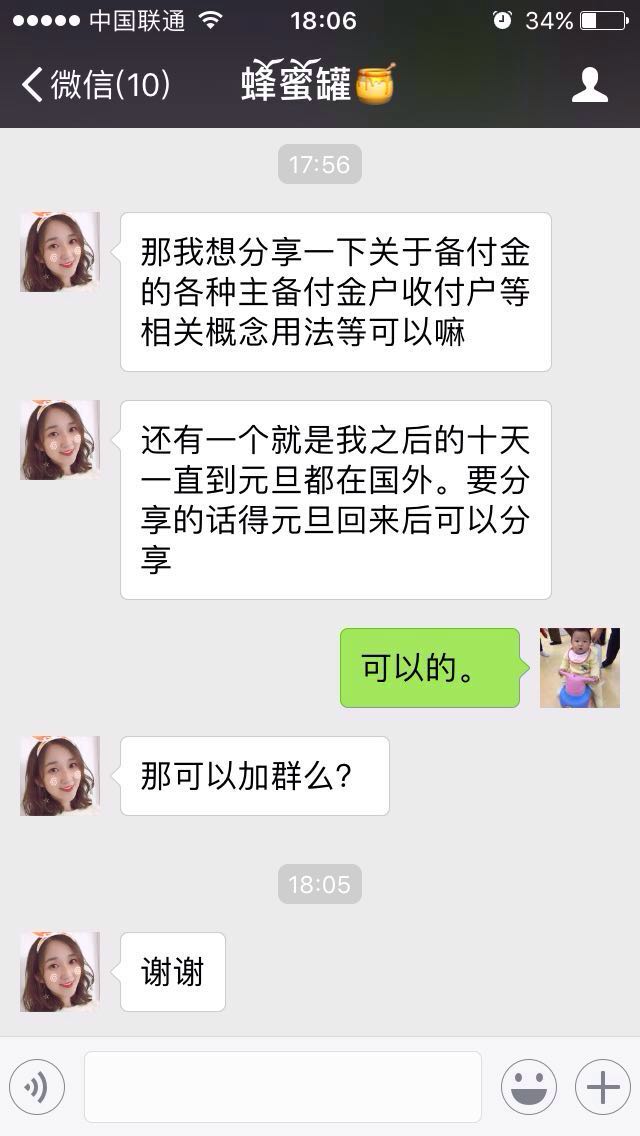 中国联通 18:06 34%
微信(10) 蜂蜜罐🍯
17:56
那我想分享一下关于备付金
的各种主备付金户收付户等
相关概念用法等可以嘛
还有一个就是我之后的十天
一直到元旦都在国外。要分
享的话得元旦回来后可以分
享
可以的。
那可以加群么?
18:05
谢谢